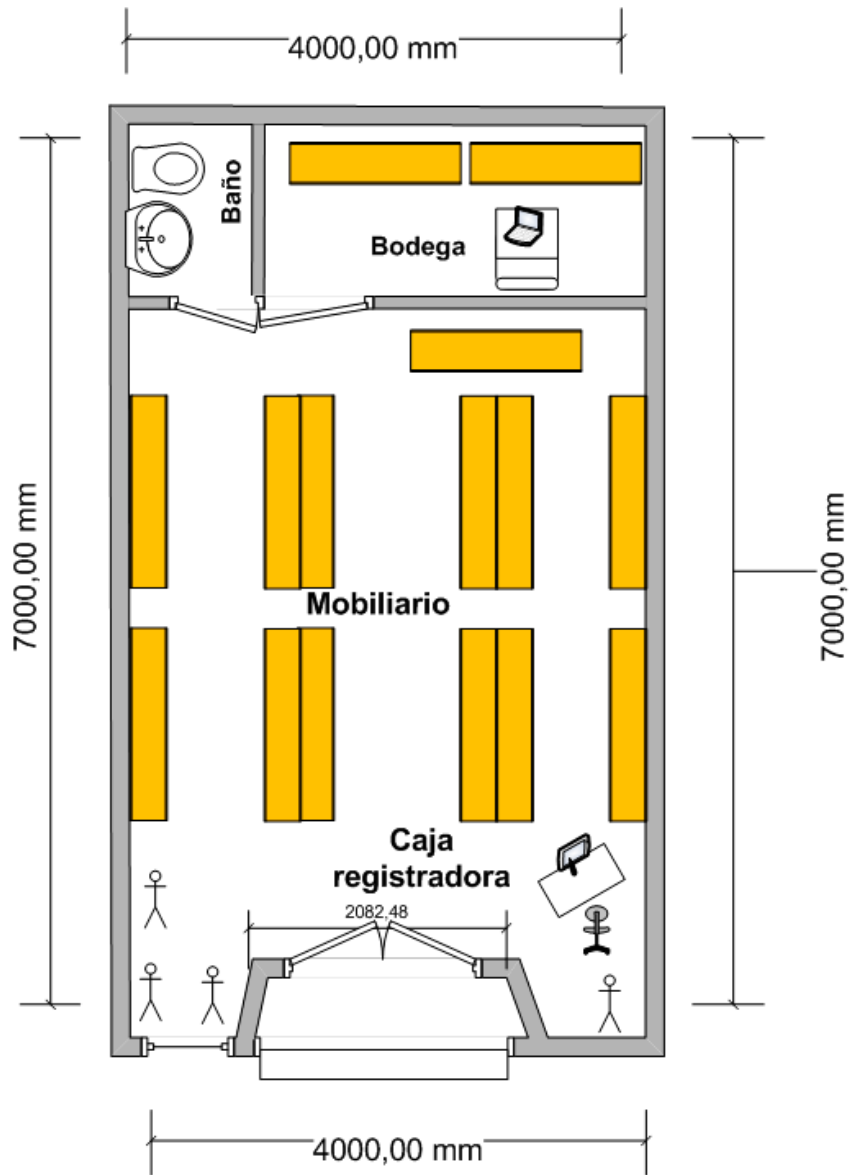 4000,00 mm
Baño
Bodega
7000,00 mm
7000,00 mm
Mobiliario
Caja
registradora
2082,48
4000,00 mm